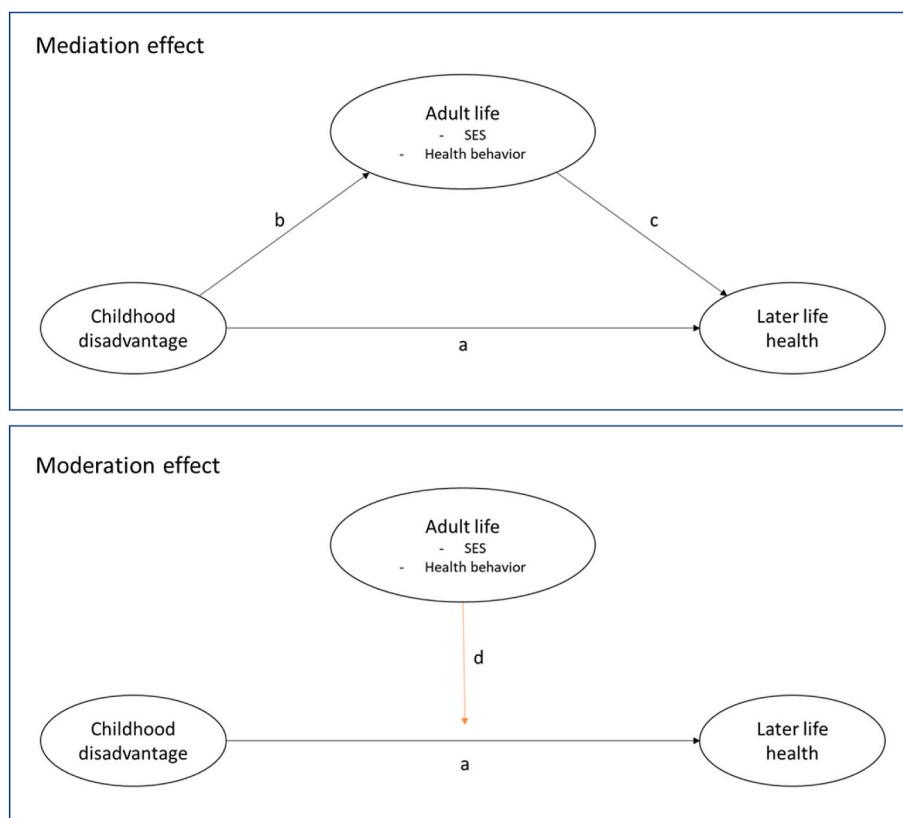 Mediation effect
Adult life
- SES
- Health behavior
b
c
Childhood
disadvantage
Later life
health
a
Moderation effect
Adult life
- SES
- Health behavior
d
Childhood
disadvantage
Later life
health
a